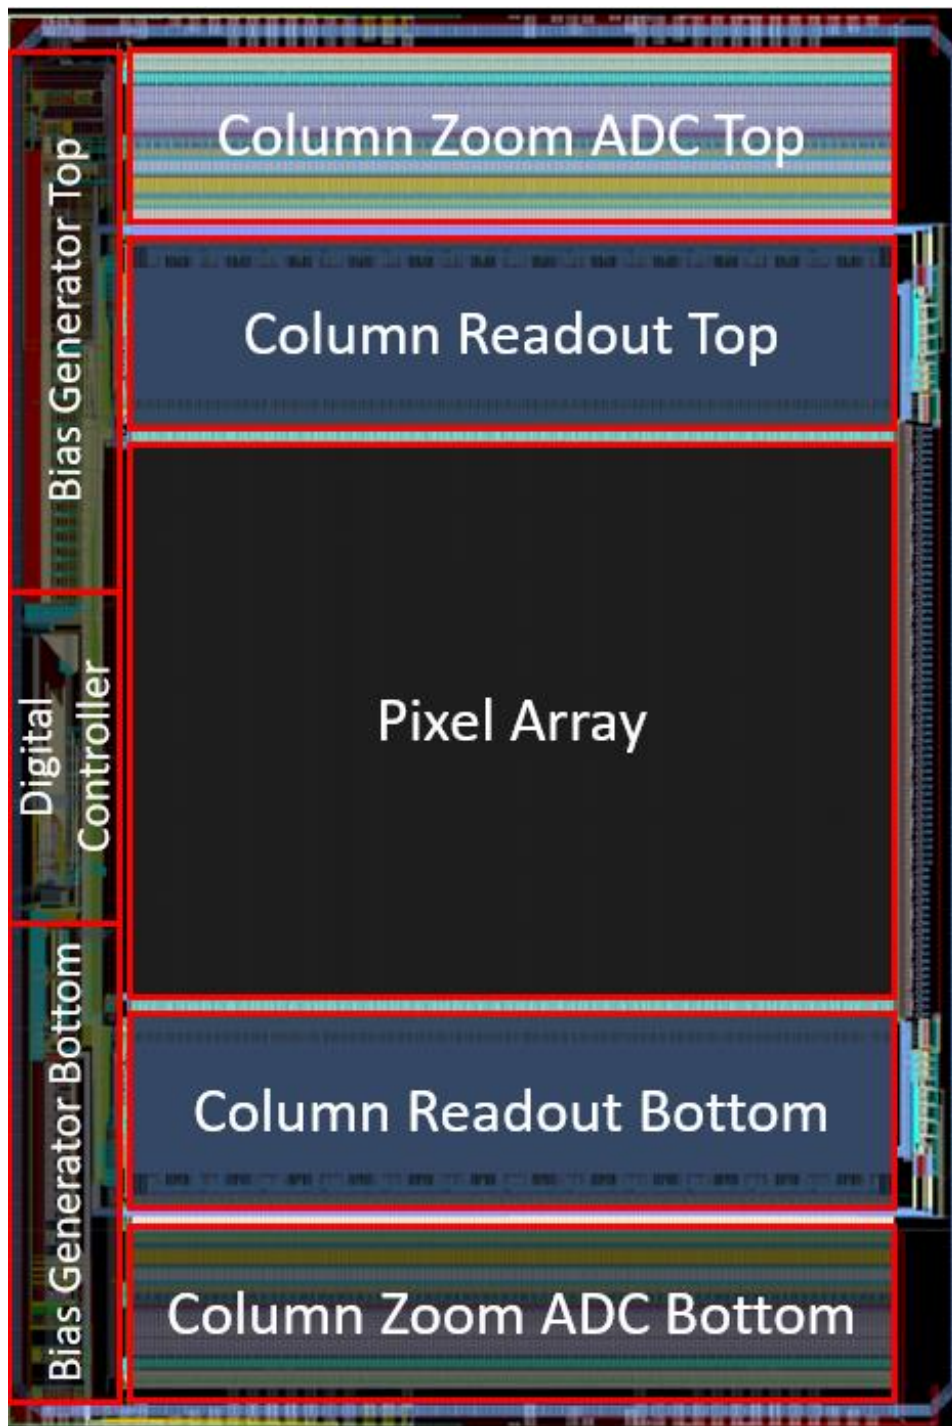 Column Zoom ADC Top
Bias Generator Top
Column Readout Top
Digital
Controller
Pixel Array
Bias Generator Bottom
Column Readout Bottom
Column Zoom ADC Bottom